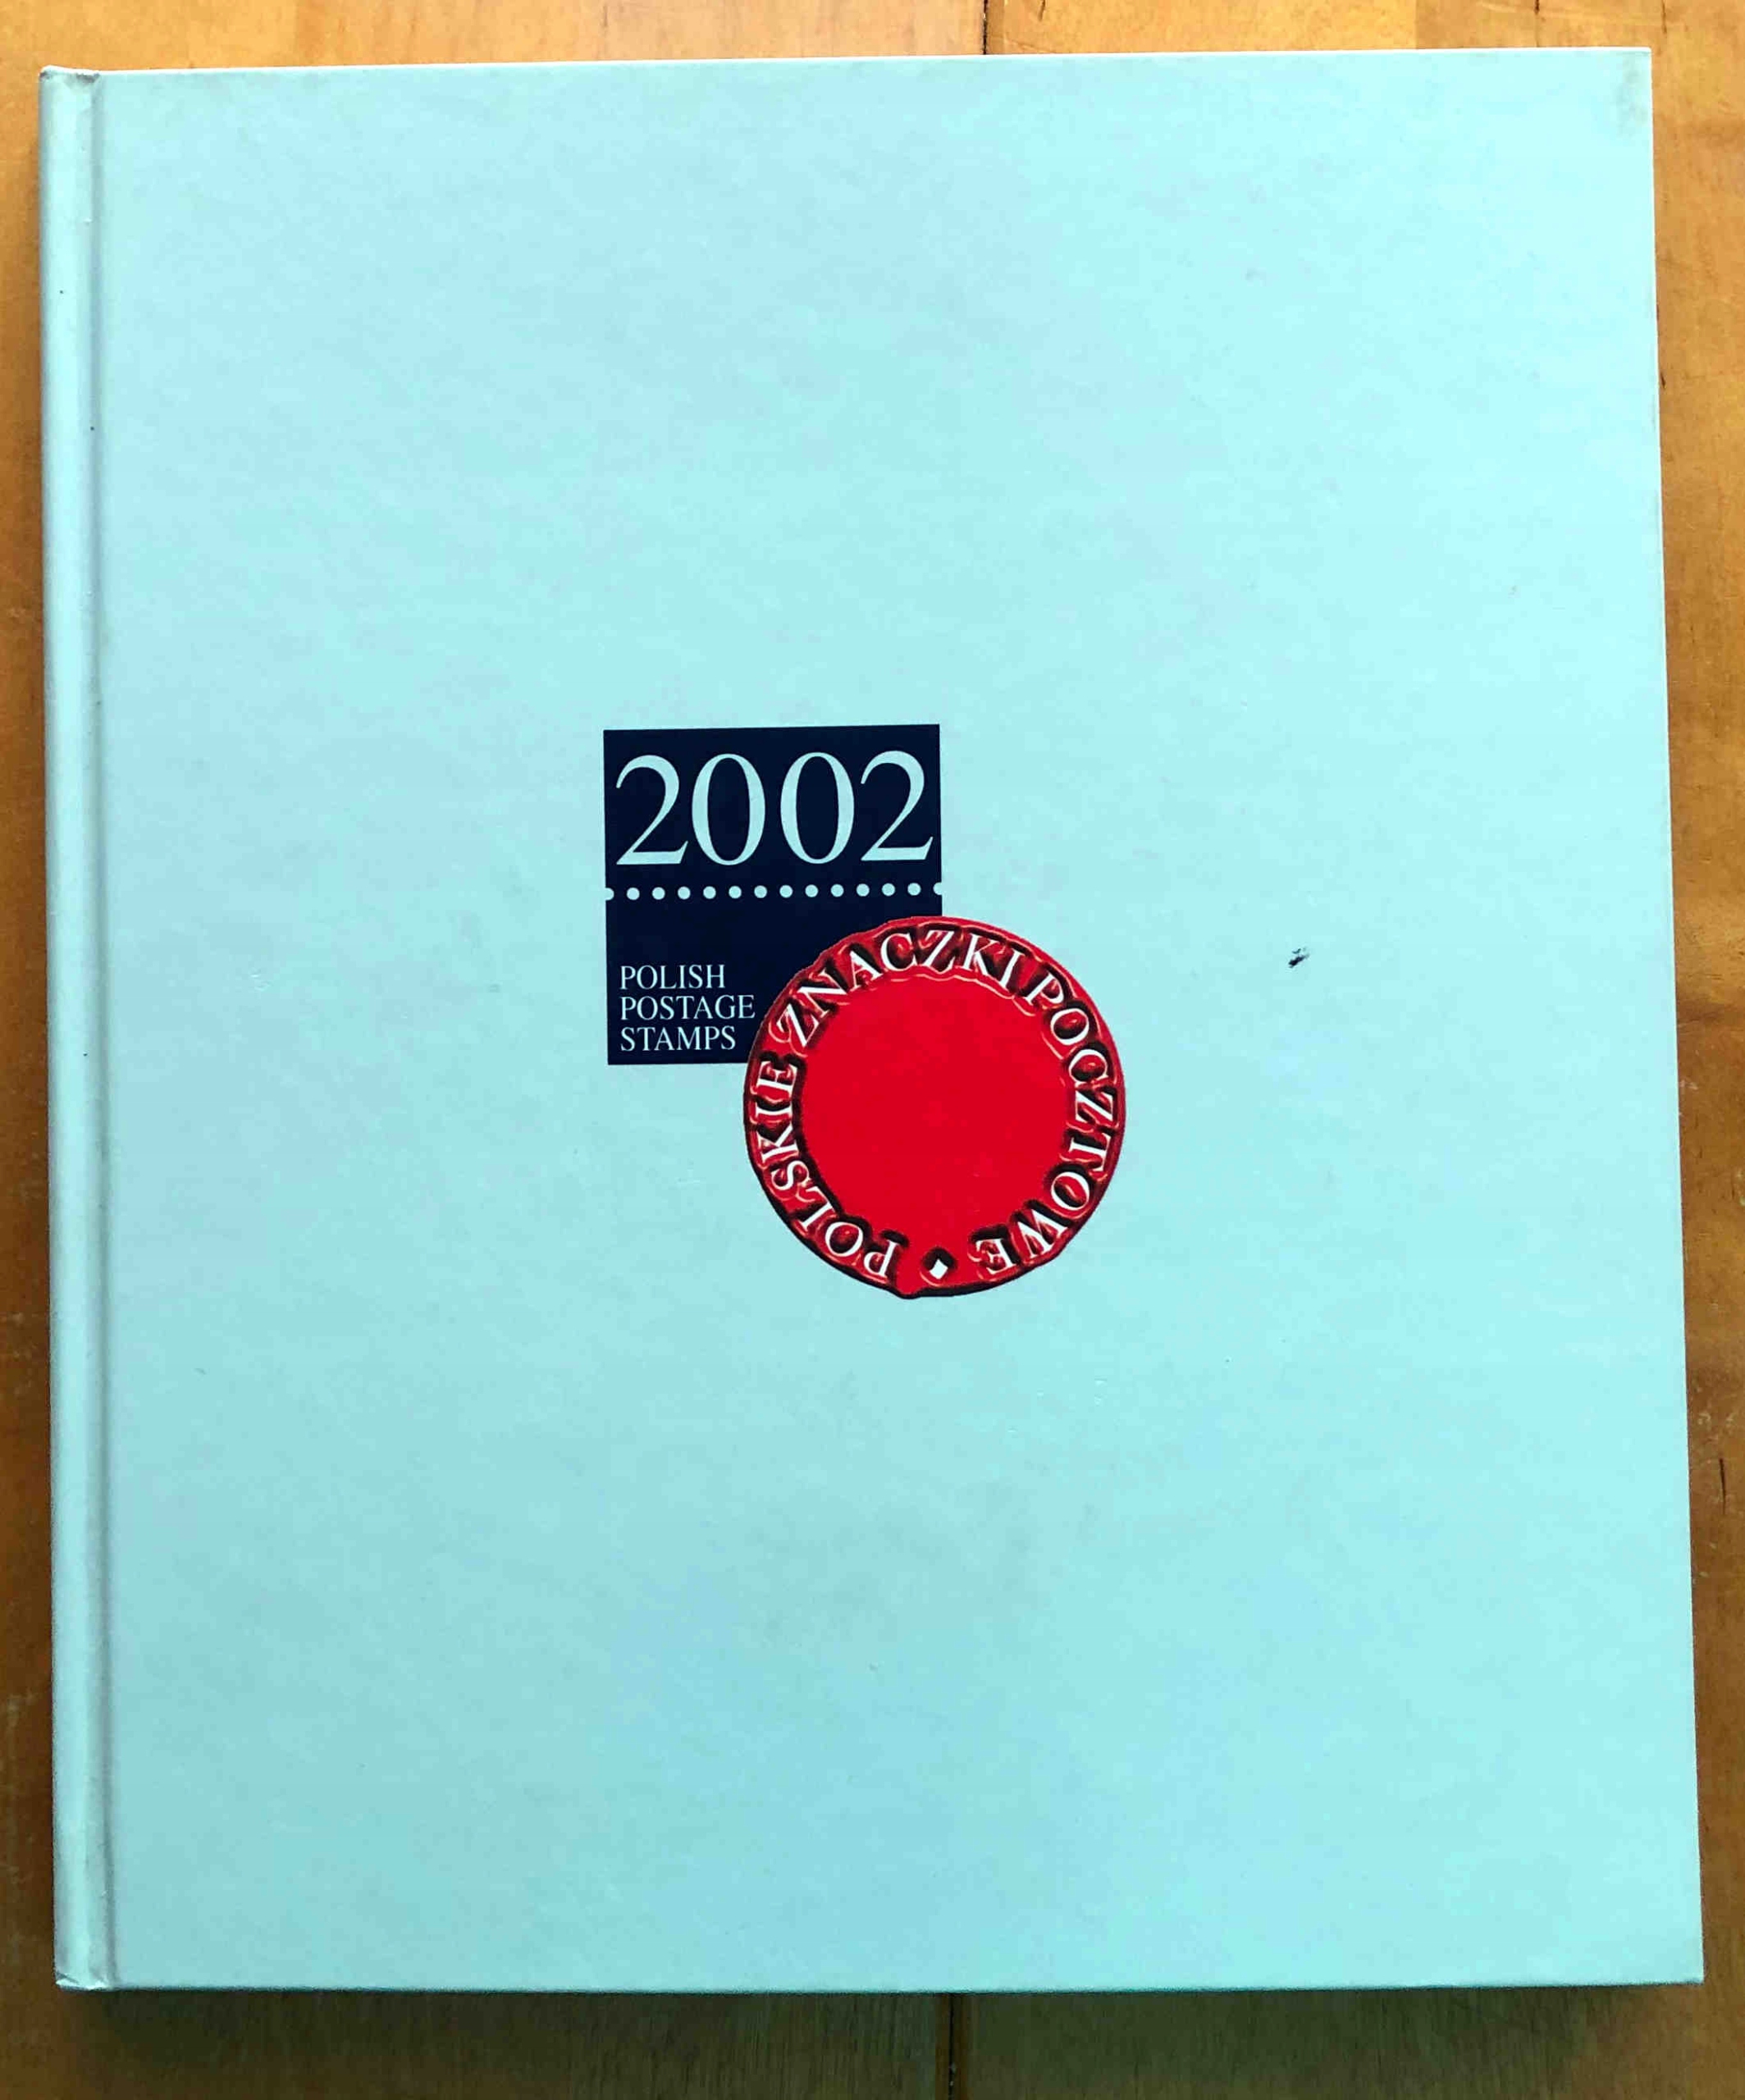 2002
POLISH
POSTAGE
STAMPS
POLSKIE ZNACZKI POCZTOWE